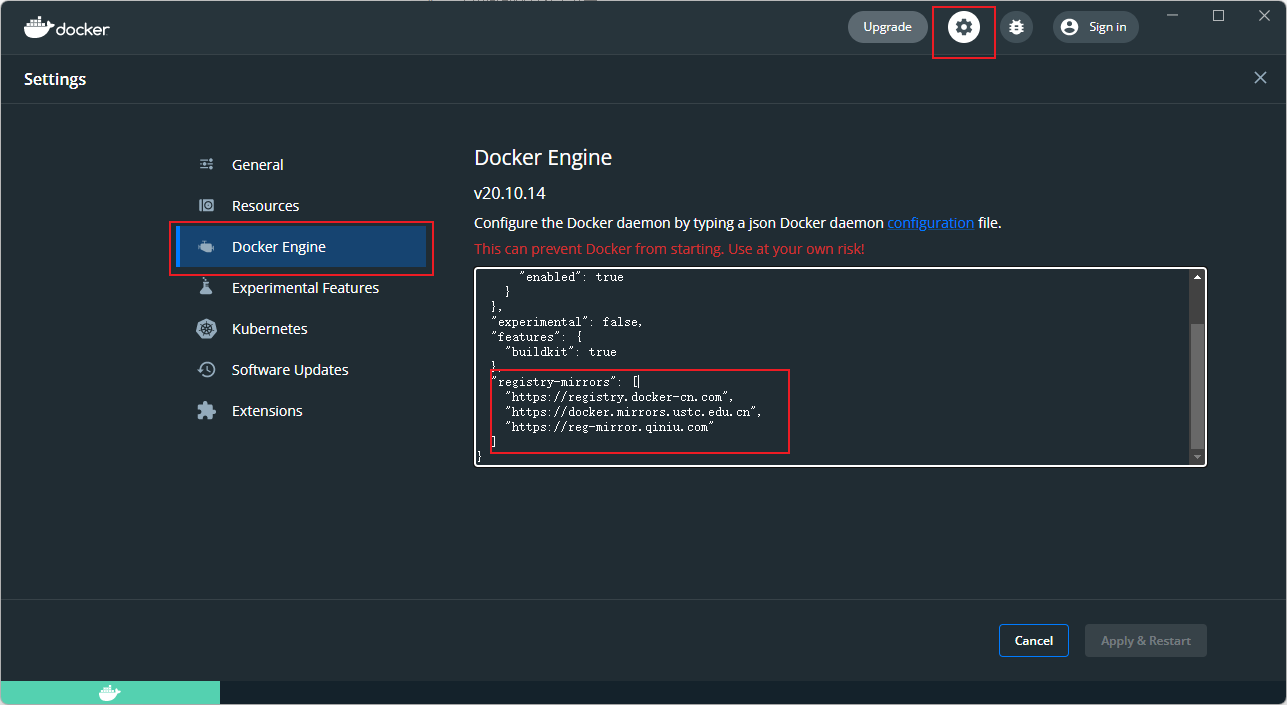 docker
Upgrade
Sign in
Settings
General
Resources
Docker Engine
Experimental Features
Kubernetes
Software Updates
Extensions
Docker Engine
v20.10.14
Configure the Docker daemon by typing a json Docker daemon configuration file.
This can prevent Docker from starting. Use at your own risk!
"enabled": true
}
},
"experimental": false,
"features": {
"buildkit": true
},
"registry-mirrors": [
"https://registry.docker-cn.com",
"https://docker.mirrors.ustc.edu.cn",
"https://reg-mirror.qiniu.com"
]
}
Cancel
Apply & Restart